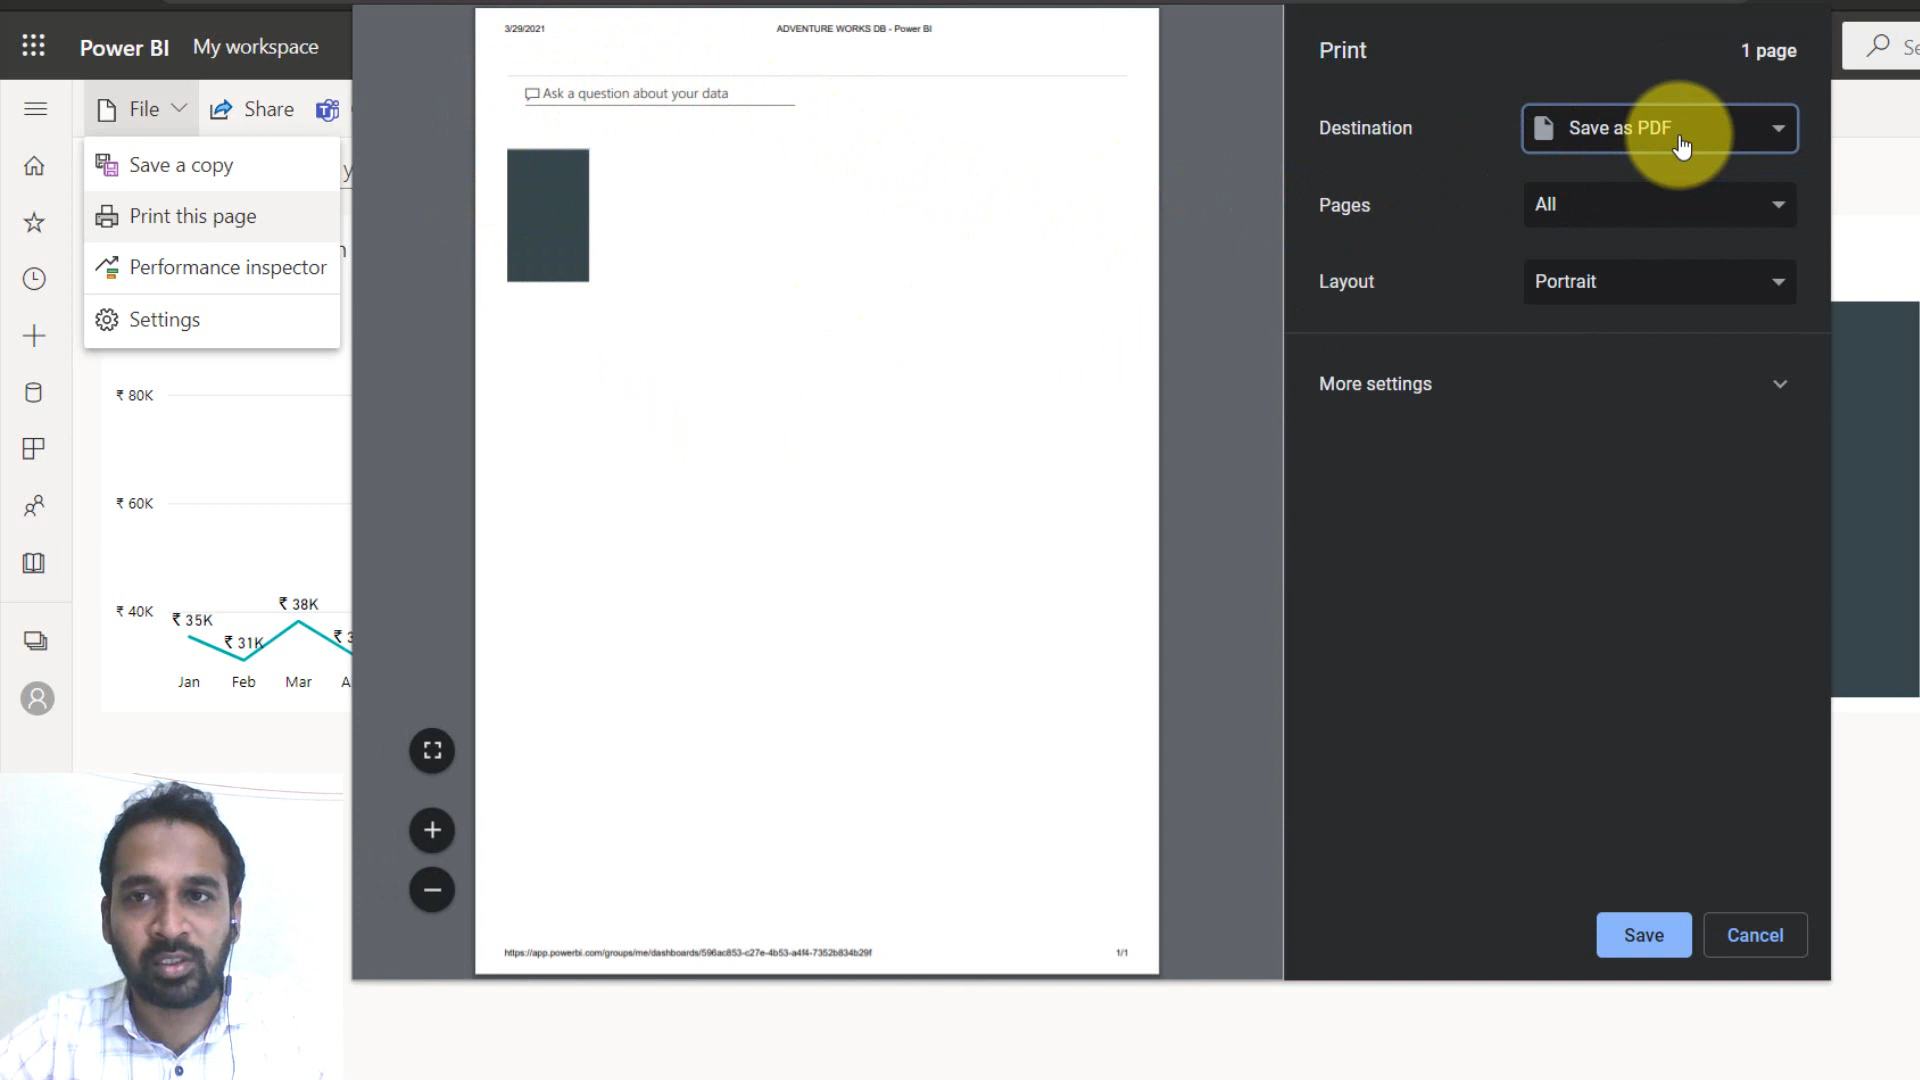 Power BI My workspace
File Share
Save a copy
Print this page
Performance inspector
Settings
₹ 80K
₹ 60K
₹ 40K
₹ 35K
₹ 31K
₹ 38K
₹ 3
Jan Feb Mar A
3/29/2021 ADVENTURE WORKS DB - Power BI
Ask a question about your data
https://app.powerbi.com/groups/me/dashboards/596ac853-c27e-4b53-a4f4-7352b834b29f 1/1
Print 1 page
Destination Save as PDF
Pages All
Layout Portrait
More settings
Save Cancel
Se